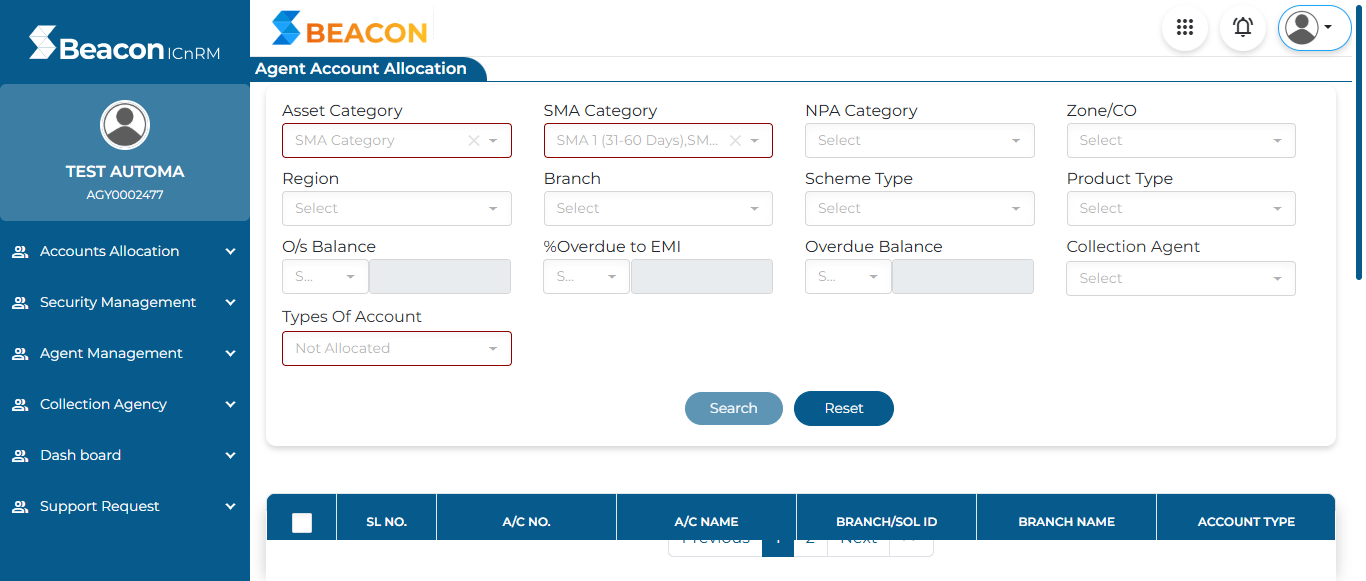 Beacon ICnRM
BEACON
Agent Account Allocation
TEST AUTOMA
AGY0002477
Accounts Allocation
Security Management
Agent Management
Collection Agency
Dash board
Support Request
Asset Category SMA Category NPA Category Zone/CO
SMA Category SMA 1 (31-60 Days),SM... Select Select
Region Branch Scheme Type Product Type
Select Select Select Select
O/s Balance %Overdue to EMI Overdue Balance Collection Agent
S... S... S... Select
Types Of Account
Not Allocated
Search Reset
SL NO. A/C NO. A/C NAME BRANCH/SOL ID BRANCH NAME ACCOUNT TYPE
Previous 1 2 Next